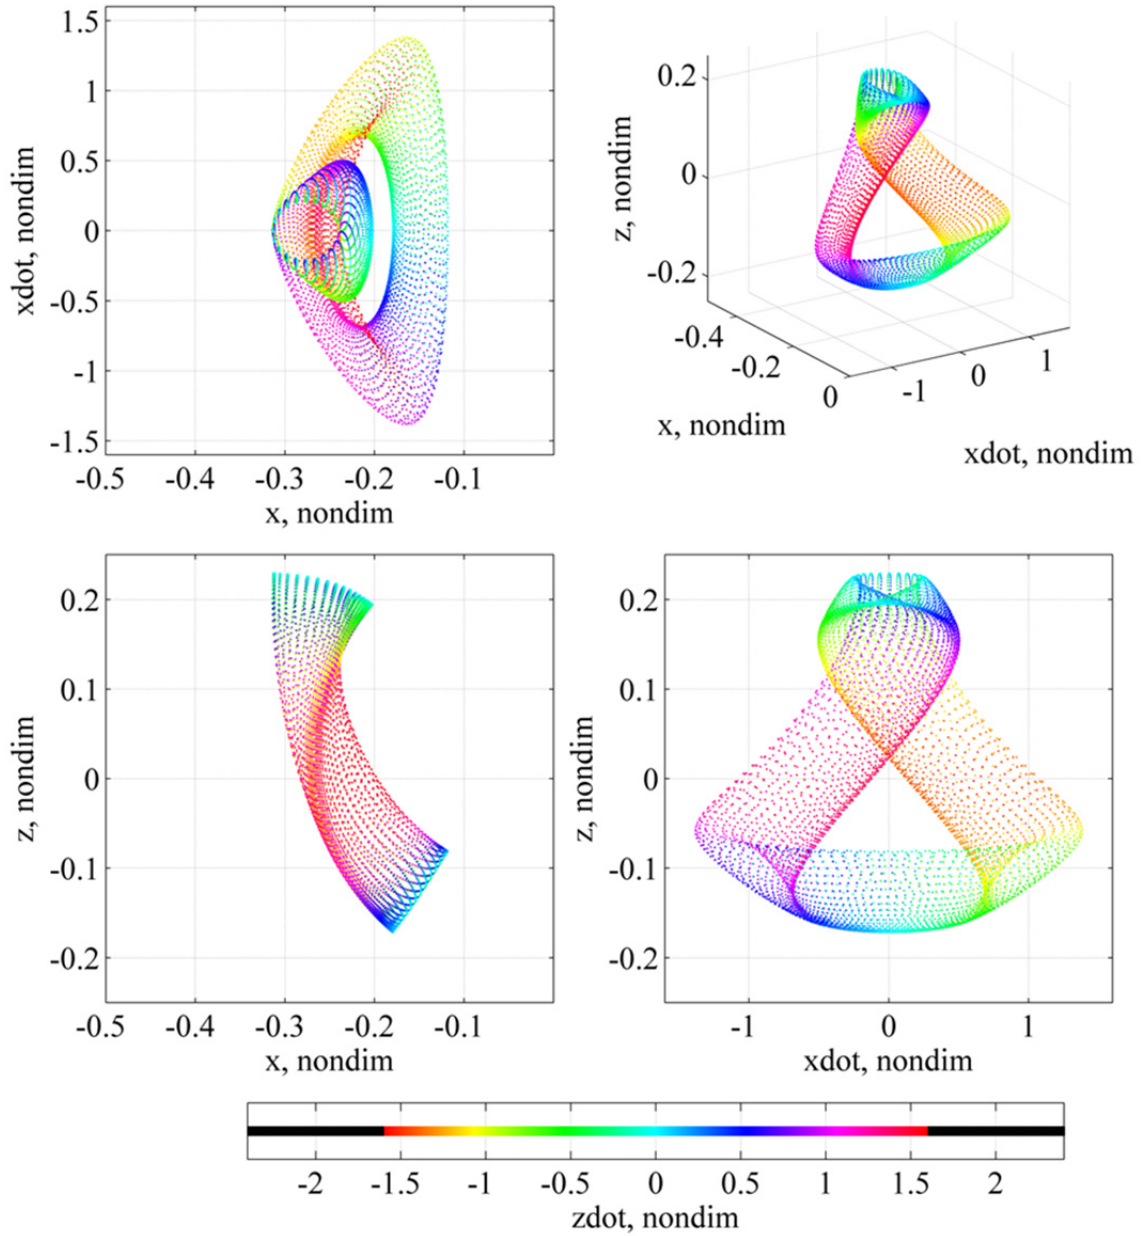 1.5
1
0.5
0
-0.5
-1
-1.5
xdot, nondim
-0.5 -0.4 -0.3 -0.2 -0.1
x, nondim
0.2
0
-0.2
z, nondim
-0.4
-0.2
0
x, nondim
-1
0
1
xdot, nondim
0.2
0.1
0
-0.1
-0.2
z, nondim
-0.5 -0.4 -0.3 -0.2 -0.1
x, nondim
0.2
0.1
0
-0.1
-0.2
z, nondim
-1 0 1
xdot, nondim
-2 -1.5 -1 -0.5 0 0.5 1 1.5 2
zdot, nondim